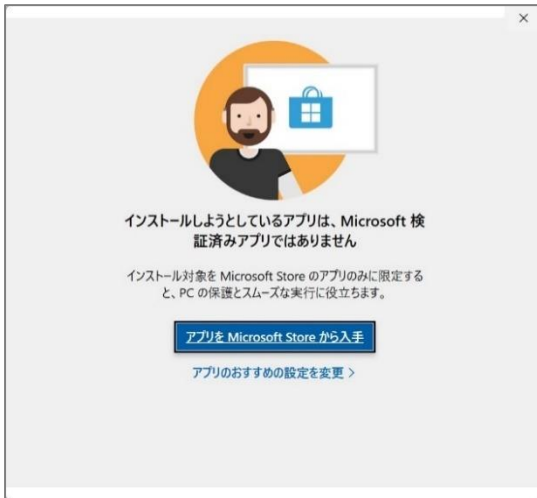 インストールしようとしているアプリは、Microsoft 検
証済みアプリではありません
インストール対象を Microsoft Store のアプリのみに限定する
と、PC の保護とスムーズな実行に役立ちます。
アプリを Microsoft Store から入手
アプリのおすすめの設定を変更 >